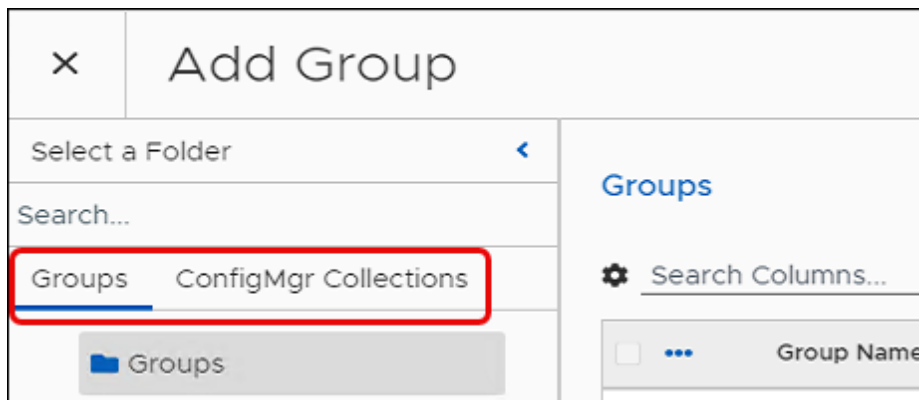 Add Group
Select a Folder
Search...
Groups ConfigMgr Collections
Groups
Groups
Search Columns...
Group Name